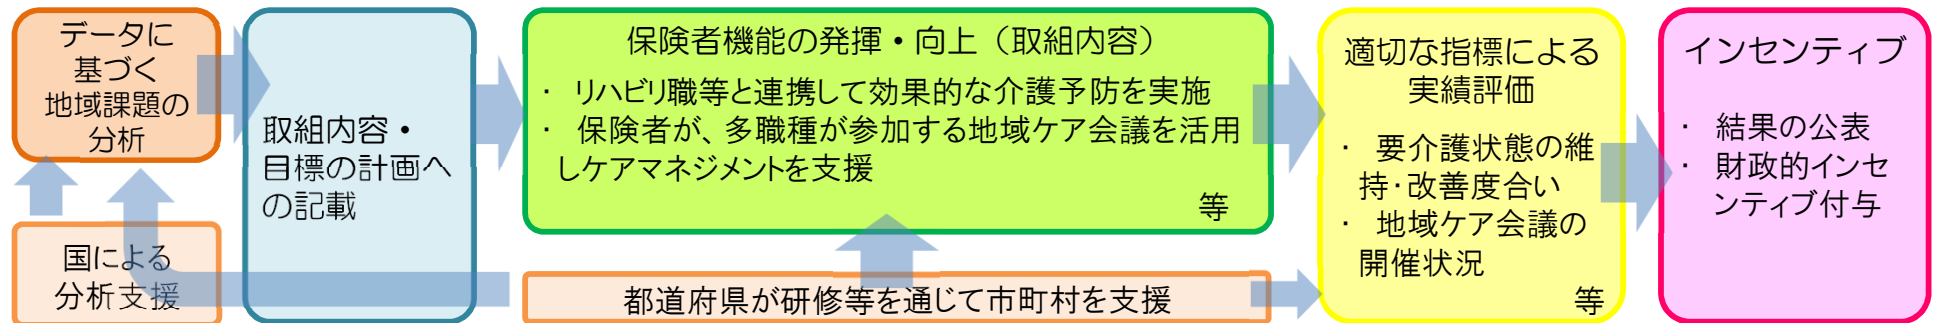 データに
基づく
地域課題の
分析
国による
分析支援
取組内容・
目標の計画へ
の記載
保険者機能の発揮・向上（取組内容）
・ リハビリ職等と連携して効果的な介護予防を実施
・ 保険者が、多職種が参加する地域ケア会議を活用
しケアマネジメントを支援
等
都道府県が研修等を通じて市町村を支援
適切な指標による
実績評価
・ 要介護状態の維
持・改善度合い
・ 地域ケア会議の
開催状況
等
インセンティブ
・ 結果の公表
・ 財政的インセ
ンティブ付与